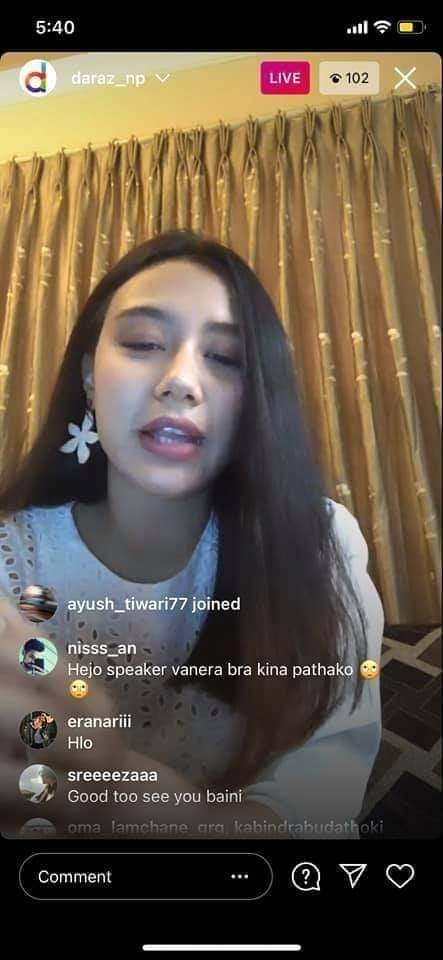 5:40
daraz_np
LIVE
102
ayush_tiwari77 joined
nisss_an
Hejo speaker vanera bra kina pathako 🙄
🙄
eranariii
Hlo
sreeeezaaa
Good too see you baini
oma_lamchane_grg, kabindrabudathoki
Comment